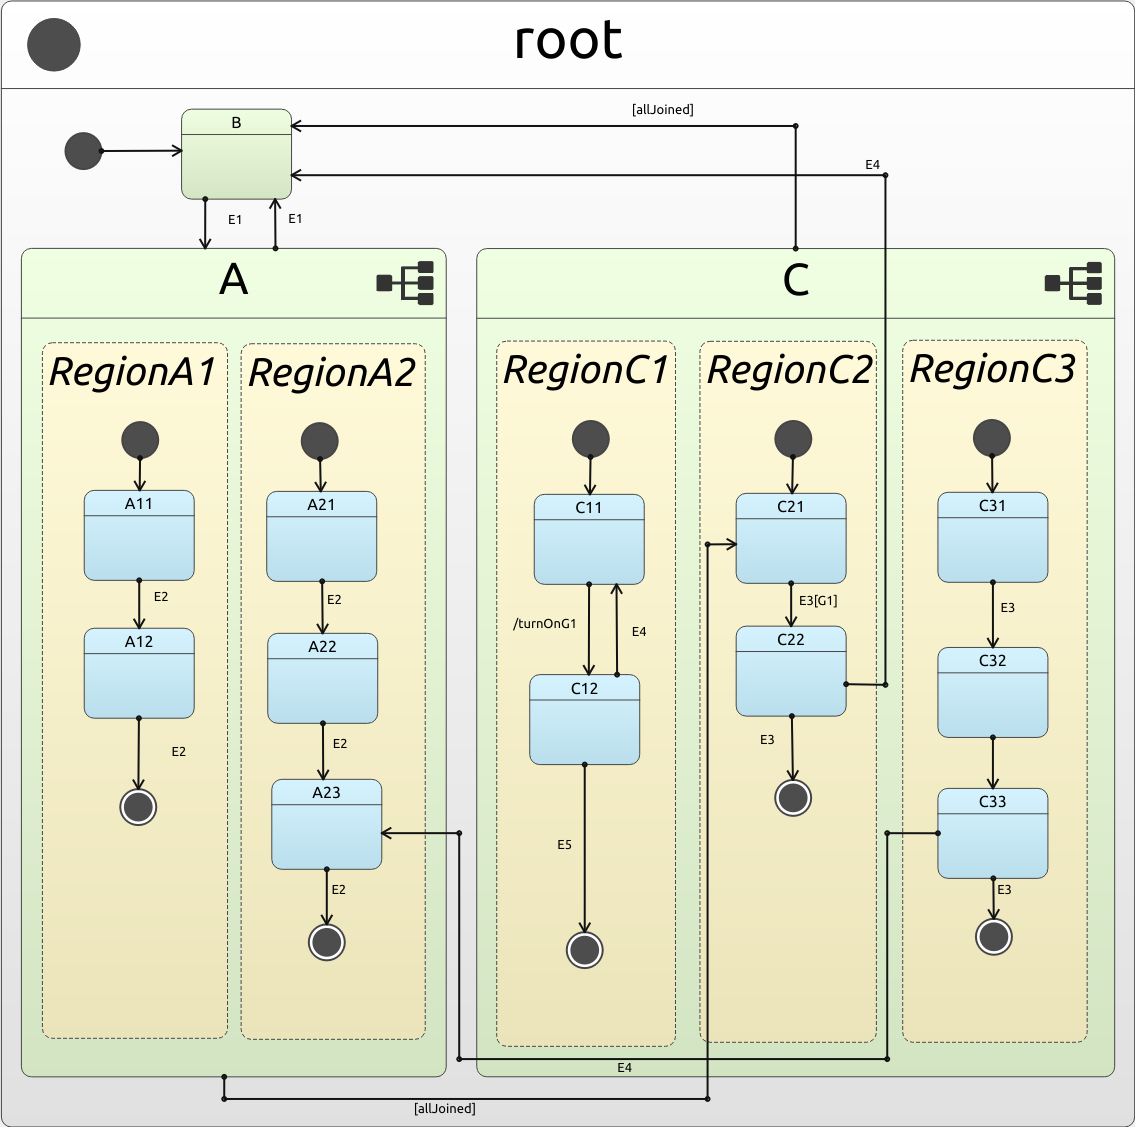 root
[allJoined]
B
E4
E1
E1
A
C
RegionA1
RegionA2
RegionC1
RegionC2
RegionC3
A11
A21
C11
C21
C31
E2
E2
/turnOnG1
E4
E3[G1]
E3
A12
A22
C12
C22
C32
E2
E2
E3
A23
C33
E5
E2
E3
E4
[allJoined]